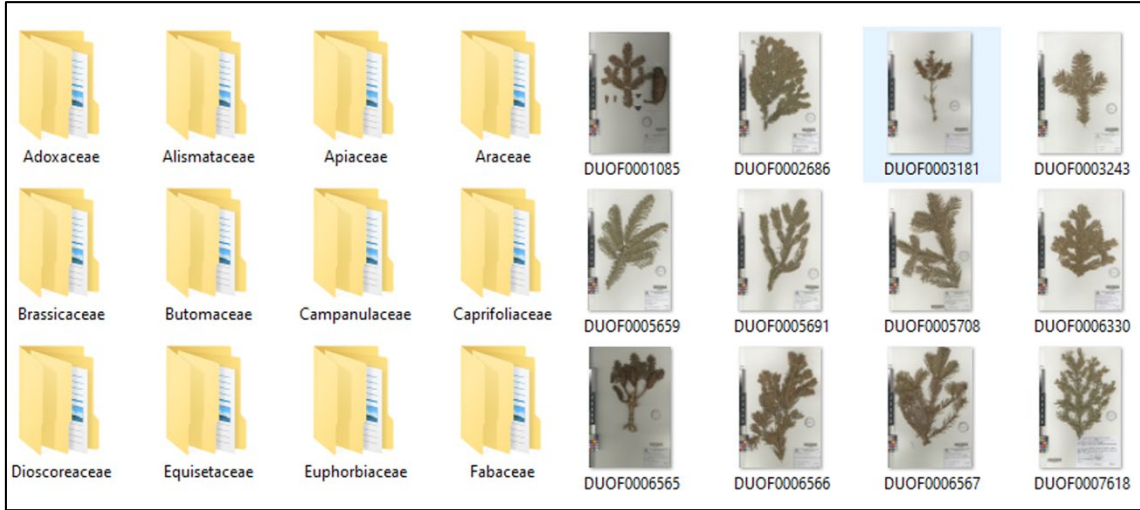 Adoxaceae Alismataceae Apiaceae Araceae DUOF0001085 DUOF0002686 DUOF0003181 DUOF0003243
Brassicaceae Butomaceae Campanulaceae Caprifoliaceae DUOF0005659 DUOF0005691 DUOF0005708 DUOF0006330
Dioscoreaceae Equisetaceae Euphorbiaceae Fabaceae DUOF0006565 DUOF0006566 DUOF0006567 DUOF0007618